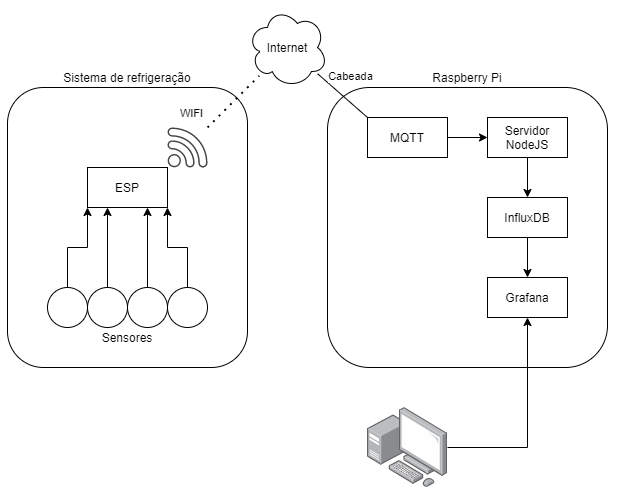 Internet
Sistema de refrigeração
Cabeada
Raspberry Pi
WIFI
MQTT
Servidor
NodeJS
ESP
InfluxDB
Grafana
Sensores